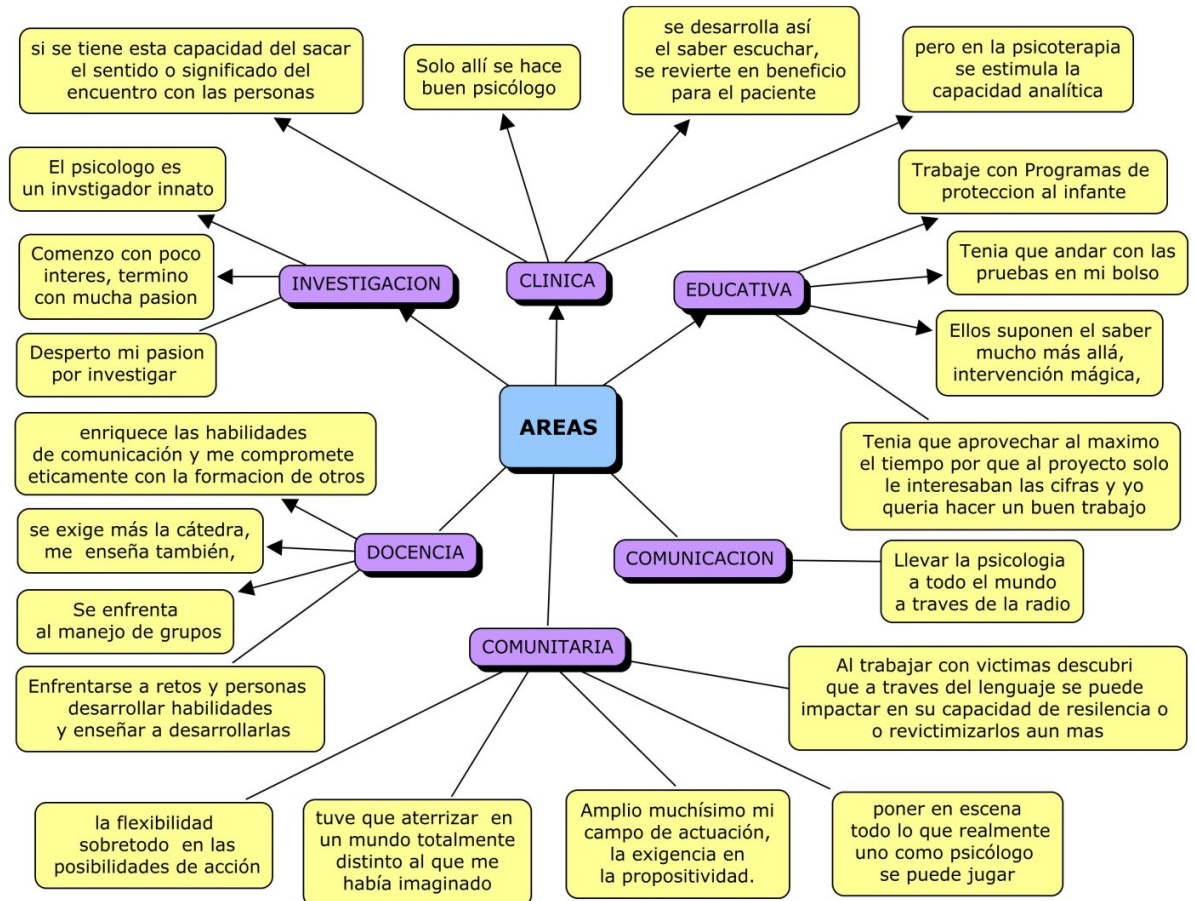 si se tiene esta capacidad del sacar
el sentido o significado del
encuentro con las personas
Solo allí se hace
buen psicólogo
se desarrolla así
el saber escuchar,
se revierte en beneficio
para el paciente
pero en la psicoterapia
se estimula la
capacidad analítica
El psicologo es
un invstigador innato
Comenzo con poco
interes, termino
con mucha pasion
Desperto mi pasion
por investigar
INVESTIGACION
CLINICA
EDUCATIVA
Trabaje con Programas de
proteccion al infante
Tenia que andar con las
pruebas en mi bolso
Ellos suponen el saber
mucho más allá,
intervención mágica,
Tenia que aprovechar al maximo
el tiempo por que al proyecto solo
le interesaban las cifras y yo
queria hacer un buen trabajo
AREAS
enriquece las habilidades
de comunicación y me compromete
eticamente con la formacion de otros
se exige más la cátedra,
me enseña también,
Se enfrenta
al manejo de grupos
Enfrentarse a retos y personas
desarrollar habilidades
y enseñar a desarrollarlas
DOCENCIA
COMUNICACION
Llevar la psicologia
a todo el mundo
a traves de la radio
COMUNITARIA
Al trabajar con victimas descubri
que a traves del lenguaje se puede
impactar en su capacidad de resilencia o
o revictimizarlos aun mas
la flexibilidad
sobretodo en las
posibilidades de acción
tuve que aterrizar en
un mundo totalmente
distinto al que me
había imaginado
Amplio muchísimo mi
campo de actuación,
la exigencia en
la propositividad.
poner en escena
todo lo que realmente
uno como psicólogo
se puede jugar